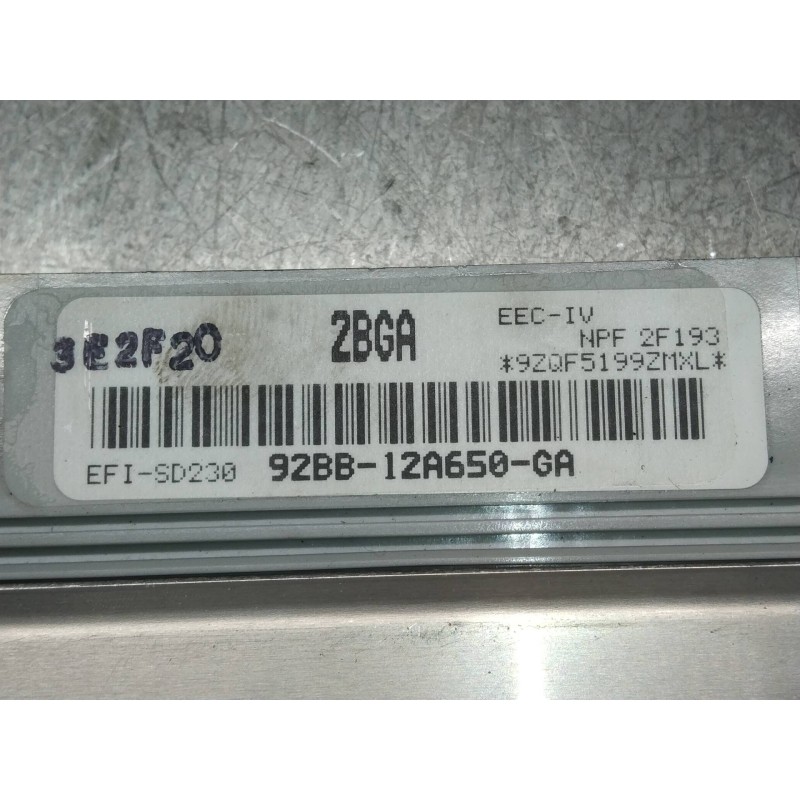 3E2F20
2BGA
EEC-IV
NPF 2F193
*9ZQF5199ZMXL*
EFI-SD230
92BB-12A650-GA